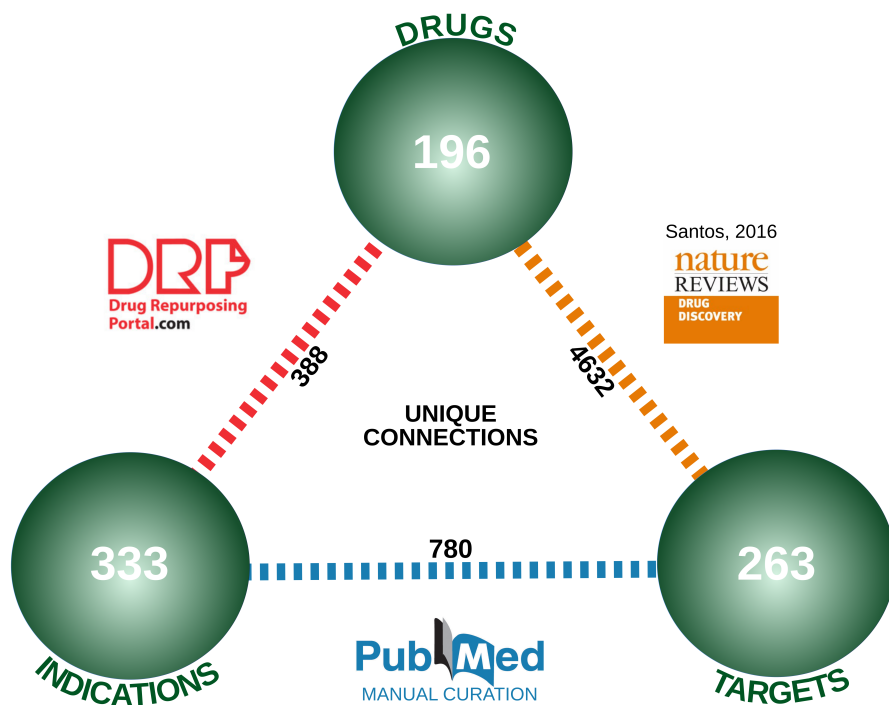 DRUGS
196
Santos, 2016
nature
REVIEWS
DRUG
DISCOVERY
DRP
Drug Repurposing
Portal.com
388
4632
UNIQUE
CONNECTIONS
780
333
263
PubMed
MANUAL CURATION
INDICATIONS
TARGETS